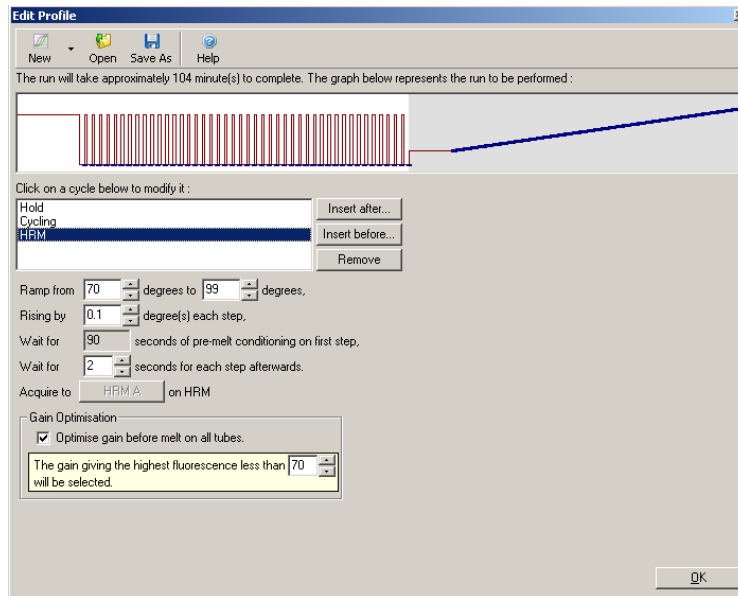 Edit Profile
New Open Save As Help
The run will take approximately 104 minute(s) to complete. The graph below represents the run to be performed :
Click on a cycle below to modify it :
Hold
Cycling
HRM
Insert after...
Insert before...
Remove
Ramp from 70 degrees to 99 degrees,
Rising by 0.1 degree(s) each step,
Wait for 90 seconds of pre-melt conditioning on first step,
Wait for 2 seconds for each step afterwards.
Acquire to HRM A on HRM
Gain Optimisation
Optimise gain before melt on all tubes.
The gain giving the highest fluorescence less than 70
will be selected.
OK